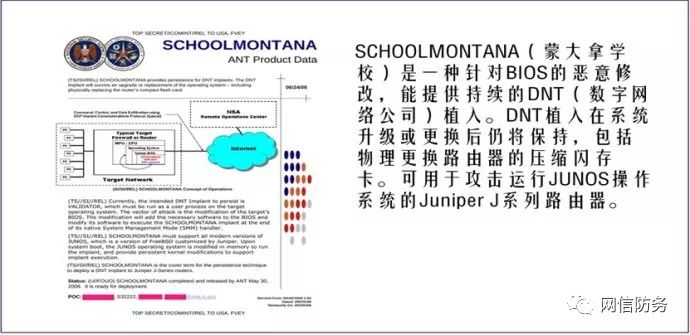 TOP SECRET//COMINT//REL TO USA, FVEY
SCHOOLMONTANA
ANT Product Data
(TS//SI//REL) SCHOOLMONTANA provides persistence for DNT implants. The DNT
implant will survive an upgrade or replacement of the operating system – including
physically replacing the router's compact flash card.
06/24/08
Command, Control, and Data Exfiltration using
DNT Implant Communications Protocol (typical)
NSA
Remote Operations Center
Typical Target
Firewall or Router
Operating System
System BIOS
Internet
Target Network
(S//SI//REL) SCHOOLMONTANA Concept of Operations
(TS//SI//REL) Currently, the intended DNT Implant to persist is
VALIDATOR, which must be run as a user process on the target
operating system. The vector of attack is the modification of the target's
BIOS. The modification will add the necessary software to the BIOS and
modify its software to execute the SCHOOLMONTANA implant at the end
of its native System Management Mode (SMM) handler.
(TS//SI//REL) SCHOOLMONTANA must support all modern versions of
JUNOS, which is a version of FreeBSD customized by Juniper. Upon
system boot, the JUNOS operating system is modified in memory to run
the implant, and provide persistent kernel modifications to support
implant execution.
(TS//SI//REL) SCHOOLMONTANA is the cover term for the persistence technique
to deploy a DNT implant to Juniper J-Series routers.
Status: (U//FOUO) SCHOOLMONTANA completed and released by ANT May 30,
2008. It is ready for deployment.
POC: S32222,
TOP SECRET//COMINT//REL TO USA, FVEY
SCHOOLMONTANA（蒙大拿学
校）是一种针对BIOS的恶意修
改，能提供持续的DNT（数字网
络公司）植入。DNT植入在系统
升级或更换后仍将保持，包括
物理更换路由器的压缩闪存
卡。可用于攻击运行JUNOS操作
系统的Juniper J系列路由器。
网信防务